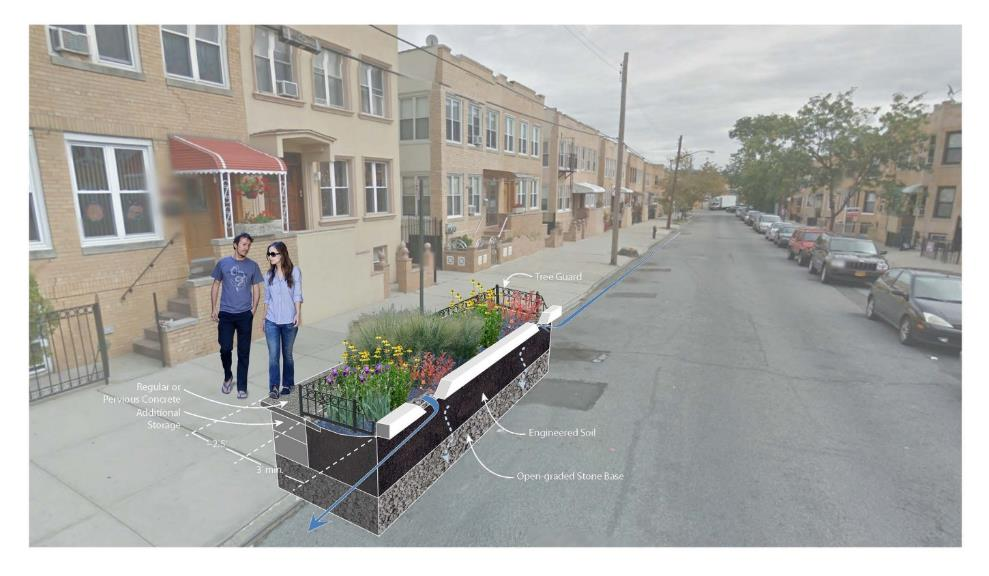 Tree Guard
Regular or
Pervious Concrete
Additional
Storage
2.5'
3' min.
Engineered Soil
Open-graded Stone Base